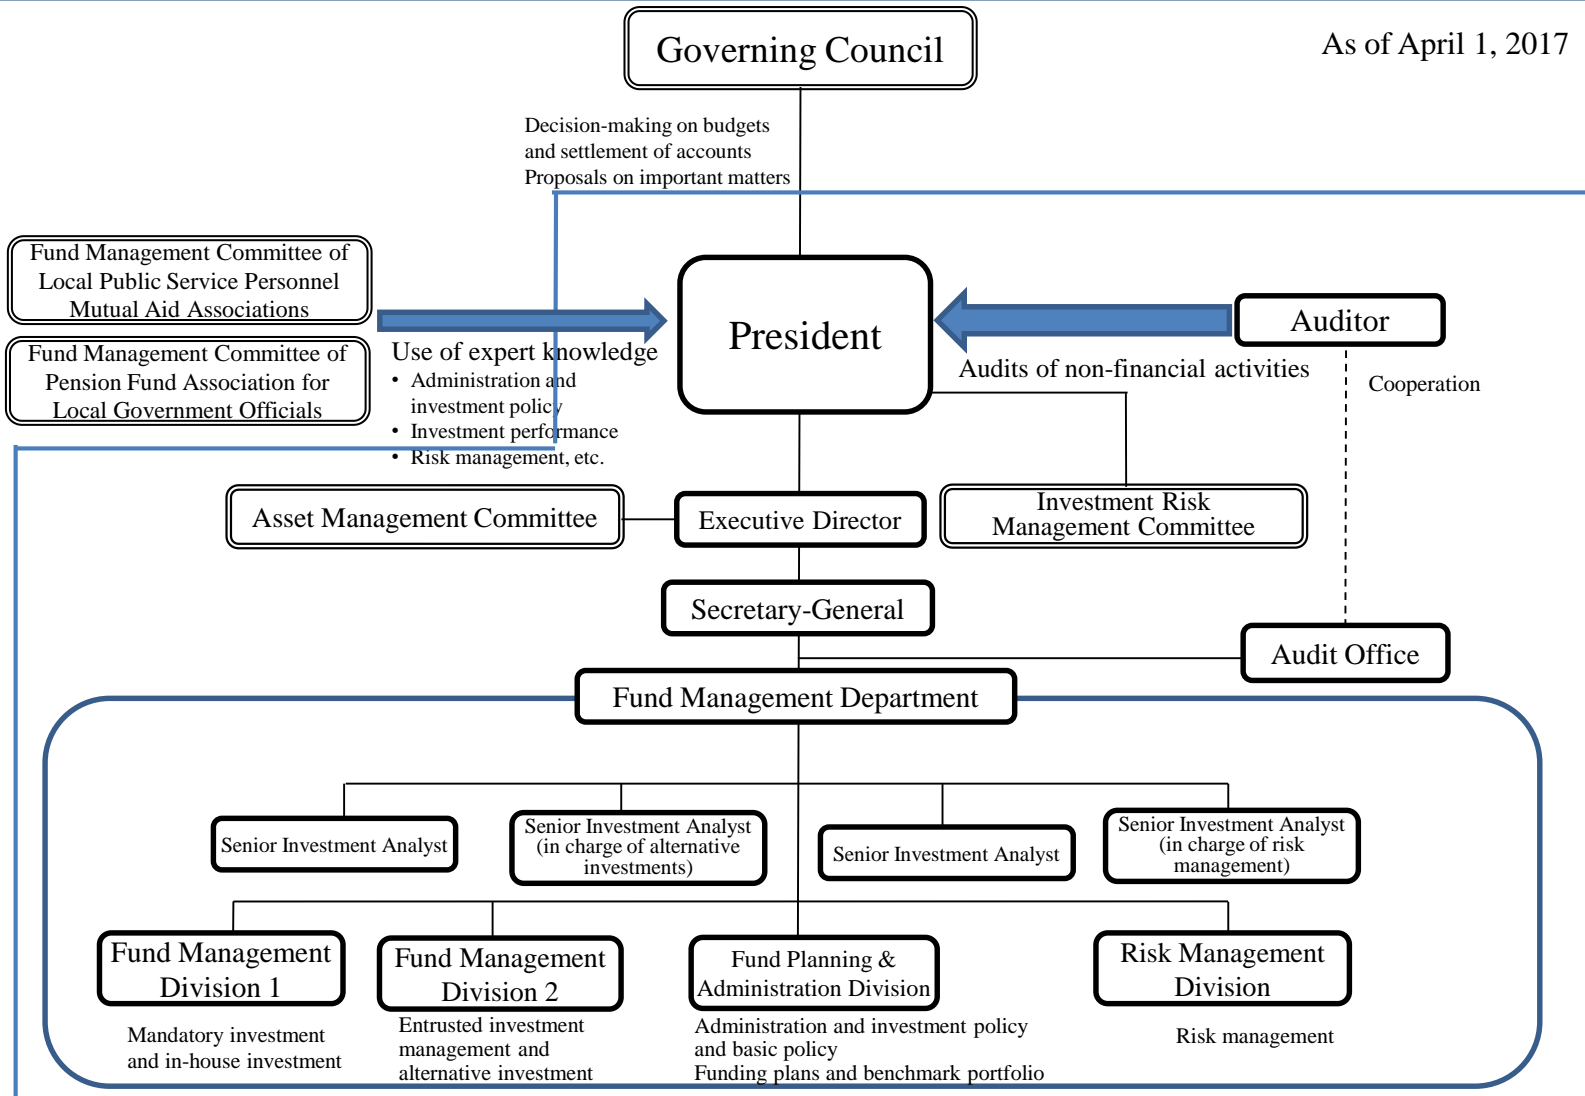 Governing Council
As of April 1, 2017
Decision-making on budgets
and settlement of accounts
Proposals on important matters
Fund Management Committee of
Local Public Service Personnel
Mutual Aid Associations
Fund Management Committee of
Pension Fund Association for
Local Government Officials
Use of expert knowledge
• Administration and
investment policy
• Investment performance
• Risk management, etc.
President
Auditor
Audits of non-financial activities
Cooperation
Asset Management Committee
Executive Director
Investment Risk
Management Committee
Secretary-General
Audit Office
Fund Management Department
Senior Investment Analyst
Senior Investment Analyst
(in charge of alternative
investments)
Senior Investment Analyst
Senior Investment Analyst
(in charge of risk
management)
Fund Management
Division 1
Mandatory investment
and in-house investment
Fund Management
Division 2
Entrusted investment
management and
alternative investment
Fund Planning &
Administration Division
Administration and investment policy
and basic policy
Funding plans and benchmark portfolio
Risk Management
Division
Risk management